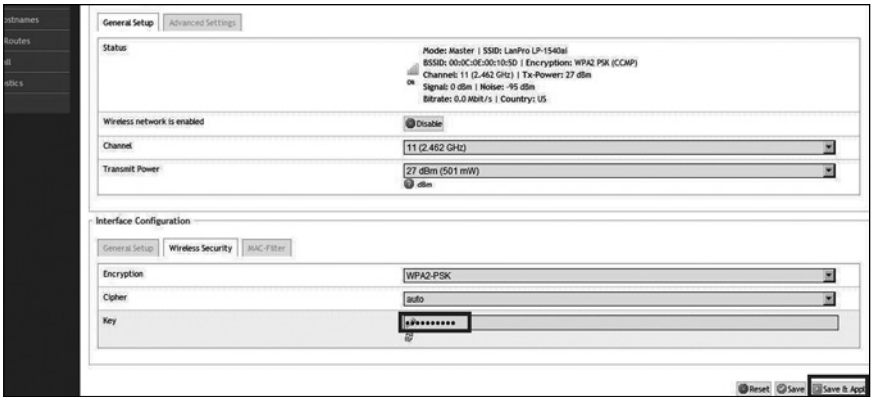 ostnames
Routes
ll
ostics
General Setup Advanced Settings
Status
Mode: Master | SSID: LanPro LP-1540ai
BSSID: 00:0C:0E:00:10:5D | Encryption: WPA2 PSK (CCMP)
Channel: 11 (2.462 GHz) | Tx-Power: 27 dBm
Signal: 0 dBm | Noise: -95 dBm
Bitrate: 0.0 Mbit/s | Country: US
ON
Wireless network is enabled
Disable
Channel
11 (2.462 GHz)
Transmit Power
27 dBm (501 mW)
dBm
Interface Configuration
General Setup Wireless Security MAC-Filter
Encryption
WPA2-PSK
Cipher
auto
Key
Reset Save Save & Appl